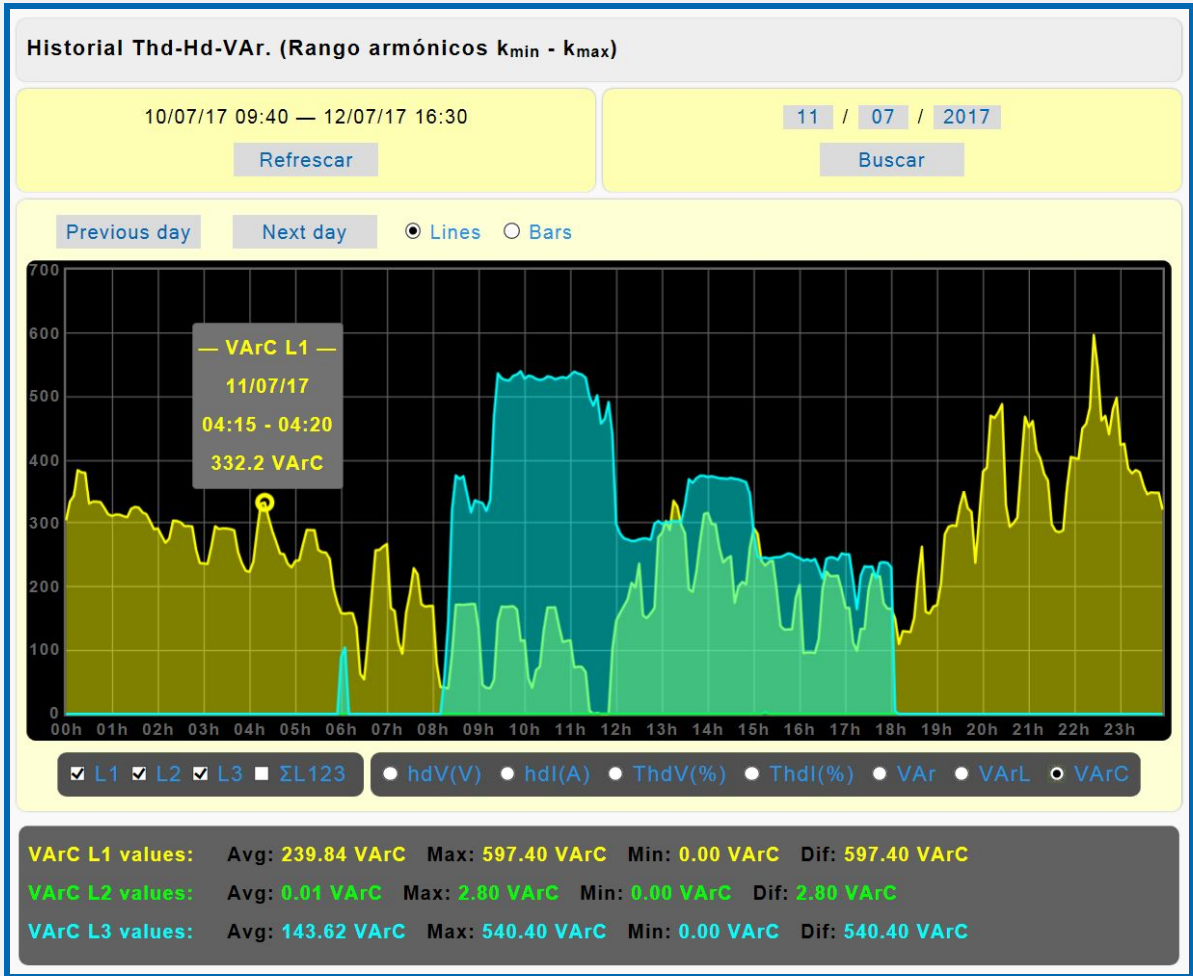 Historial Thd-Hd-VAr. (Rango armónicos kmin - kmax)
10/07/17 09:40 — 12/07/17 16:30
Refrescar
11 / 07 / 2017
Buscar
Previous day Next day Lines Bars
700
600
500
400
300
200
100
0
— VArC L1 —
11/07/17
04:15 - 04:20
332.2 VArC
00h 01h 02h 03h 04h 05h 06h 07h 08h 09h 10h 11h 12h 13h 14h 15h 16h 17h 18h 19h 20h 21h 22h 23h
L1 L2 L3 ΣL123 hdV(V) hdI(A) ThdV(%) ThdI(%) VAr VArL VArC
VArC L1 values: Avg: 239.84 VArC Max: 597.40 VArC Min: 0.00 VArC Dif: 597.40 VArC
VArC L2 values: Avg: 0.01 VArC Max: 2.80 VArC Min: 0.00 VArC Dif: 2.80 VArC
VArC L3 values: Avg: 143.62 VArC Max: 540.40 VArC Min: 0.00 VArC Dif: 540.40 VArC